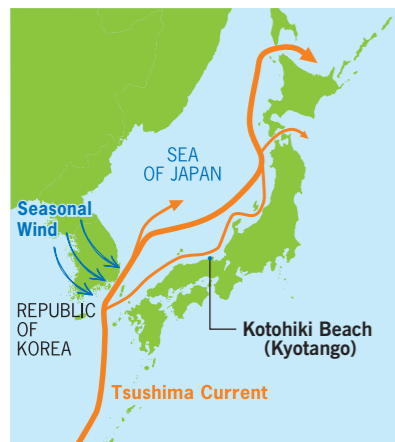 SEA
OF JAPAN
Seasonal
Wind
REPUBLIC
OF
KOREA
Kotohiki Beach
(Kyotango)
Tsushima Current